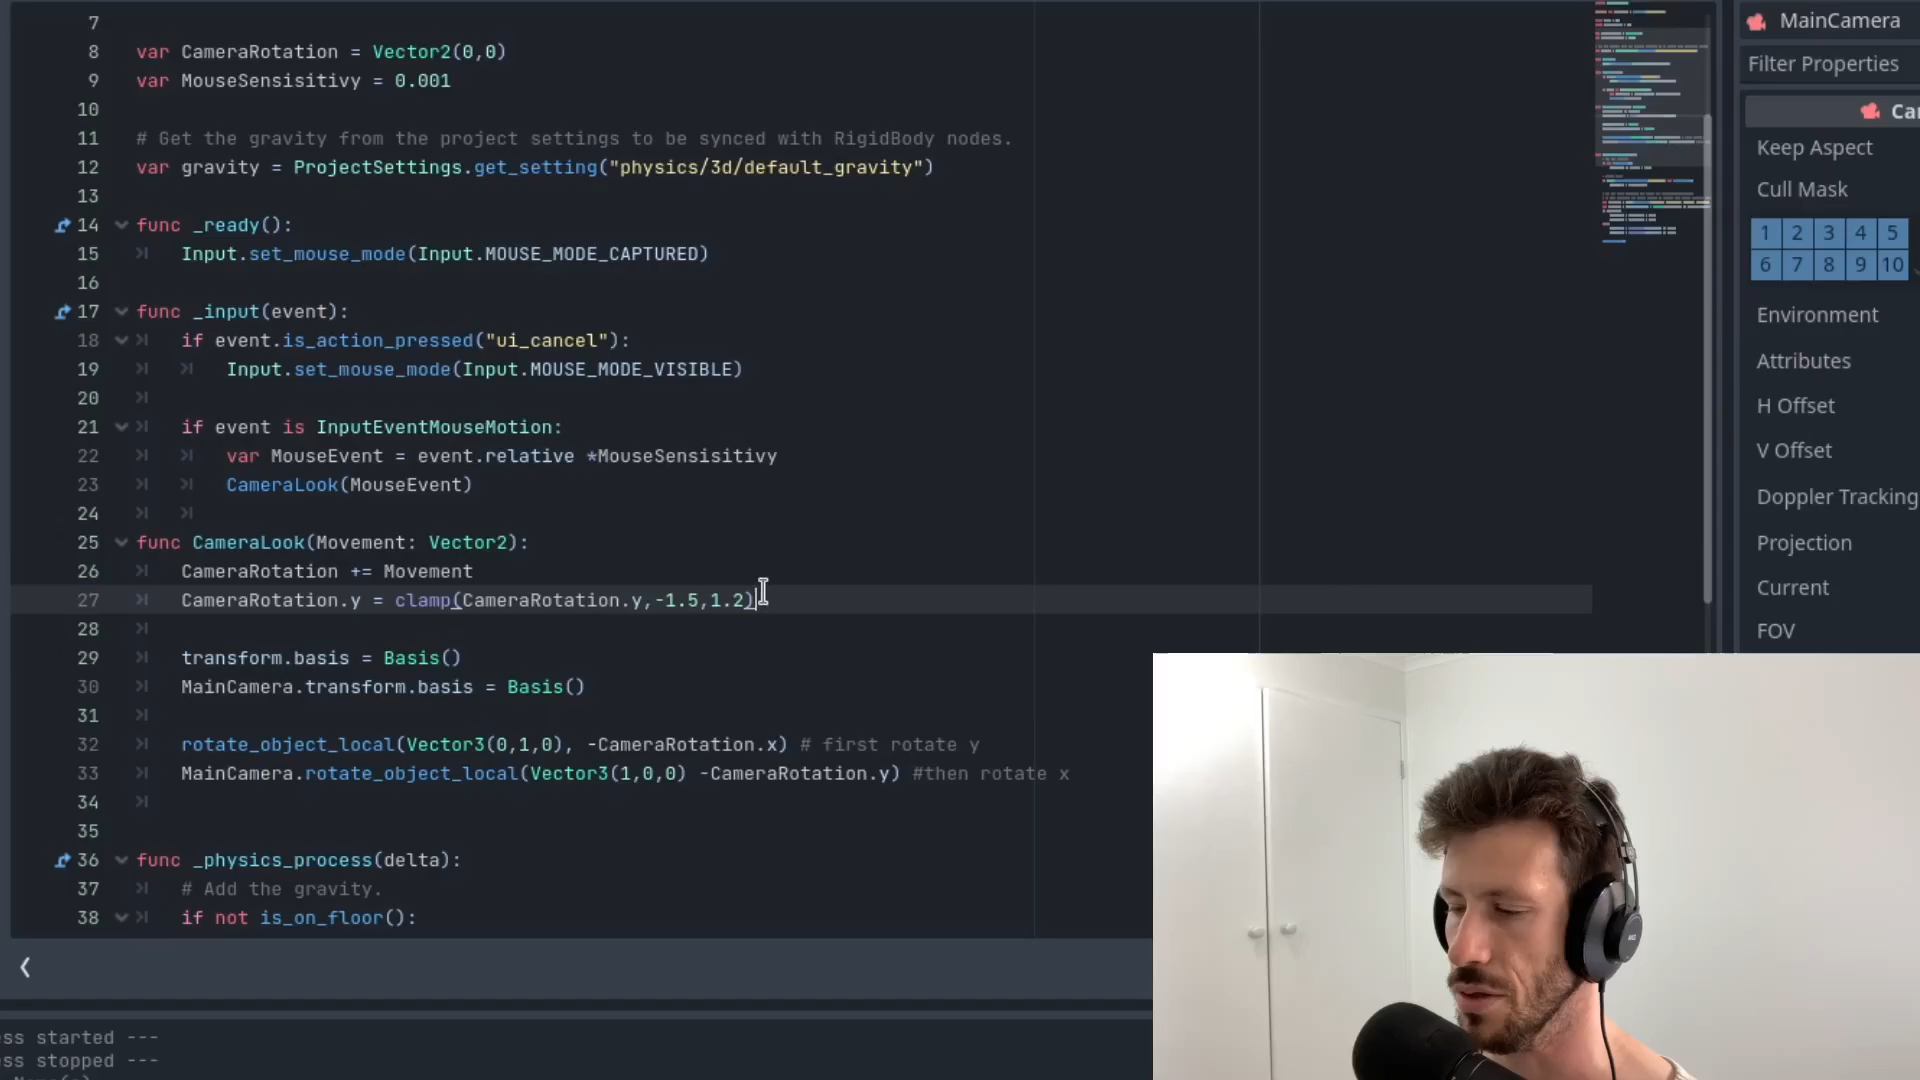 7
8 var CameraRotation = Vector2(0,0)
9 var MouseSensisitivy = 0.001
10
11 # Get the gravity from the project settings to be synced with RigidBody nodes.
12 var gravity = ProjectSettings.get_setting("physics/3d/default_gravity")
13
14 func _ready():
15 Input.set_mouse_mode(Input.MOUSE_MODE_CAPTURED)
16
17 func _input(event):
18 if event.is_action_pressed("ui_cancel"):
19 Input.set_mouse_mode(Input.MOUSE_MODE_VISIBLE)
20
21 if event is InputEventMouseMotion:
22 var MouseEvent = event.relative *MouseSensisitivy
23 CameraLook(MouseEvent)
24
25 func CameraLook(Movement: Vector2):
26 CameraRotation += Movement
27 CameraRotation.y = clamp(CameraRotation.y,-1.5,1.2)
28
29 transform.basis = Basis()
30 MainCamera.transform.basis = Basis()
31
32 rotate_object_local(Vector3(0,1,0), -CameraRotation.x) # first rotate y
33 MainCamera.rotate_object_local(Vector3(1,0,0) -CameraRotation.y) #then rotate x
34
35
36 func _physics_process(delta):
37 # Add the gravity.
38 if not is_on_floor():
ess started ---
ess stopped ---
MainCamera
Filter Properties
Cam
Keep Aspect
Cull Mask
1 2 3 4 5
6 7 8 9 10
Environment
Attributes
H Offset
V Offset
Doppler Tracking
Projection
Current
FOV